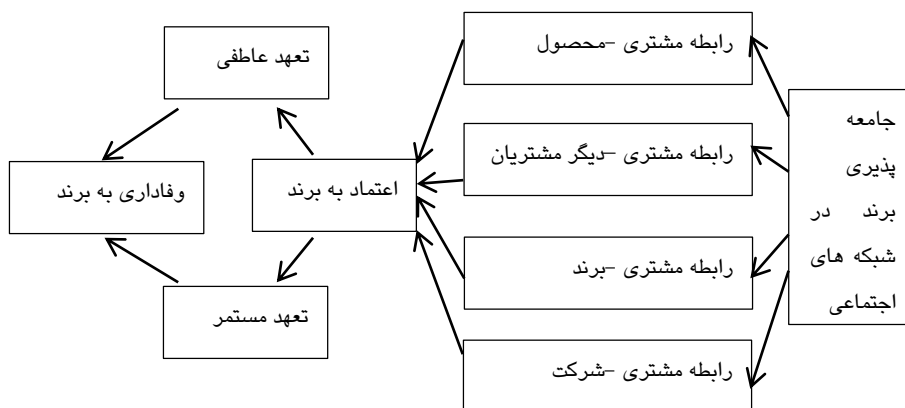 جامعه
پذیری
برند در
شبکه های
اجتماعی
رابطه مشتری –محصول
رابطه مشتری –دیگر مشتریان
رابطه مشتری –برند
رابطه مشتری –شرکت
اعتماد به برند
تعهد عاطفی
تعهد مستمر
وفاداری به برند